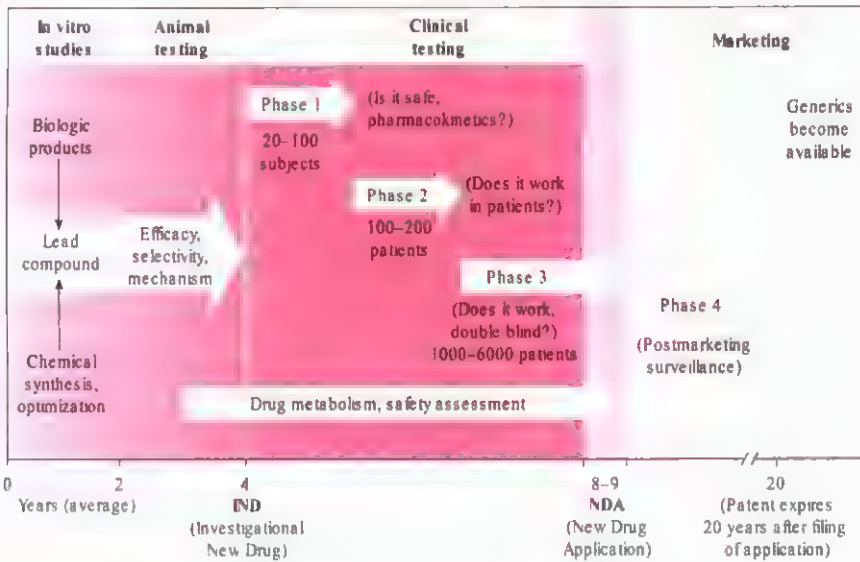 In vitro
studies
Animal
testing
Clinical
testing
Marketing
Biologic
products
Lead
compound
Chemical
synthesis,
optimization
Efficacy,
selectivity,
mechanism
Phase 1
20–100
subjects
(Is it safe,
pharmacokinetics?)
Phase 2
100–200
patients
(Does it work
in patients?)
Phase 3
(Does it work,
double blind?)
1000–6000 patients
Drug metabolism, safety assessment
Phase 4
(Postmarketing
surveillance)
Generics
become
available
0
2
4
8–9
20
Years (average)
IND
(Investigational
New Drug)
NDA
(New Drug
Application)
(Patent expires
20 years after filing
of application)